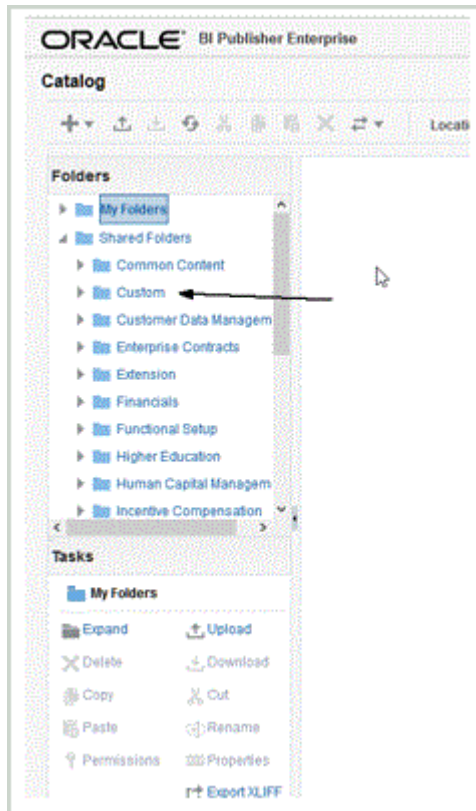 ORACLE BI Publisher Enterprise
Catalog
Locati
Folders
My Folders
Shared Folders
Common Content
Custom
Customer Data Managem
Enterprise Contracts
Extension
Financials
Functional Setup
Higher Education
Human Capital Managem
Incentive Compensation
Tasks
My Folders
Expand Upload
Delete Download
Copy Cut
Paste Rename
Permissions Properties
Export XLIFF